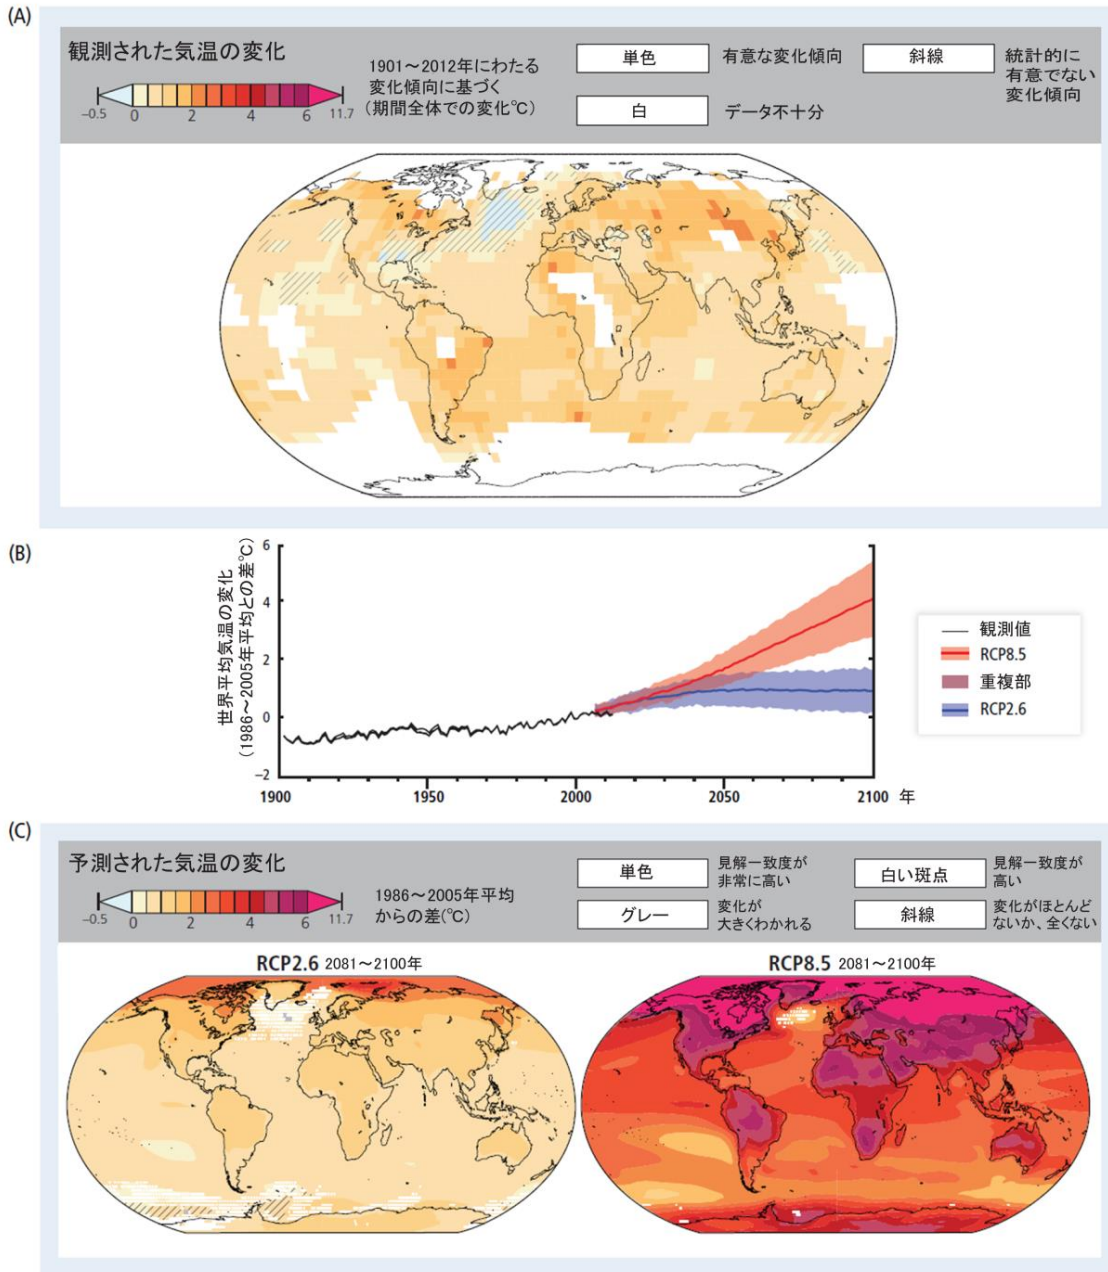 (A)
観測された気温の変化
−0.5 0 2 4 6 11.7
1901～2012年にわたる
変化傾向に基づく
(期間全体での変化℃)
単色
有意な変化傾向
白
データ不十分
斜線
統計的に
有意でない
変化傾向
(B)
世界平均気温の変化
(1986～2005年平均との差℃)
6
4
2
0
−2
1900 1950 2000 2050 2100 年
観測値
RCP8.5
重複部
RCP2.6
(C)
予測された気温の変化
−0.5 0 2 4 6 11.7
1986～2005年平均
からの差(℃)
単色
見解一致度が
非常に高い
グレー
変化が
大きくわかれる
白い斑点
見解一致度が
高い
斜線
変化がほとんど
ないか、全くない
RCP2.6 2081～2100年
RCP8.5 2081～2100年